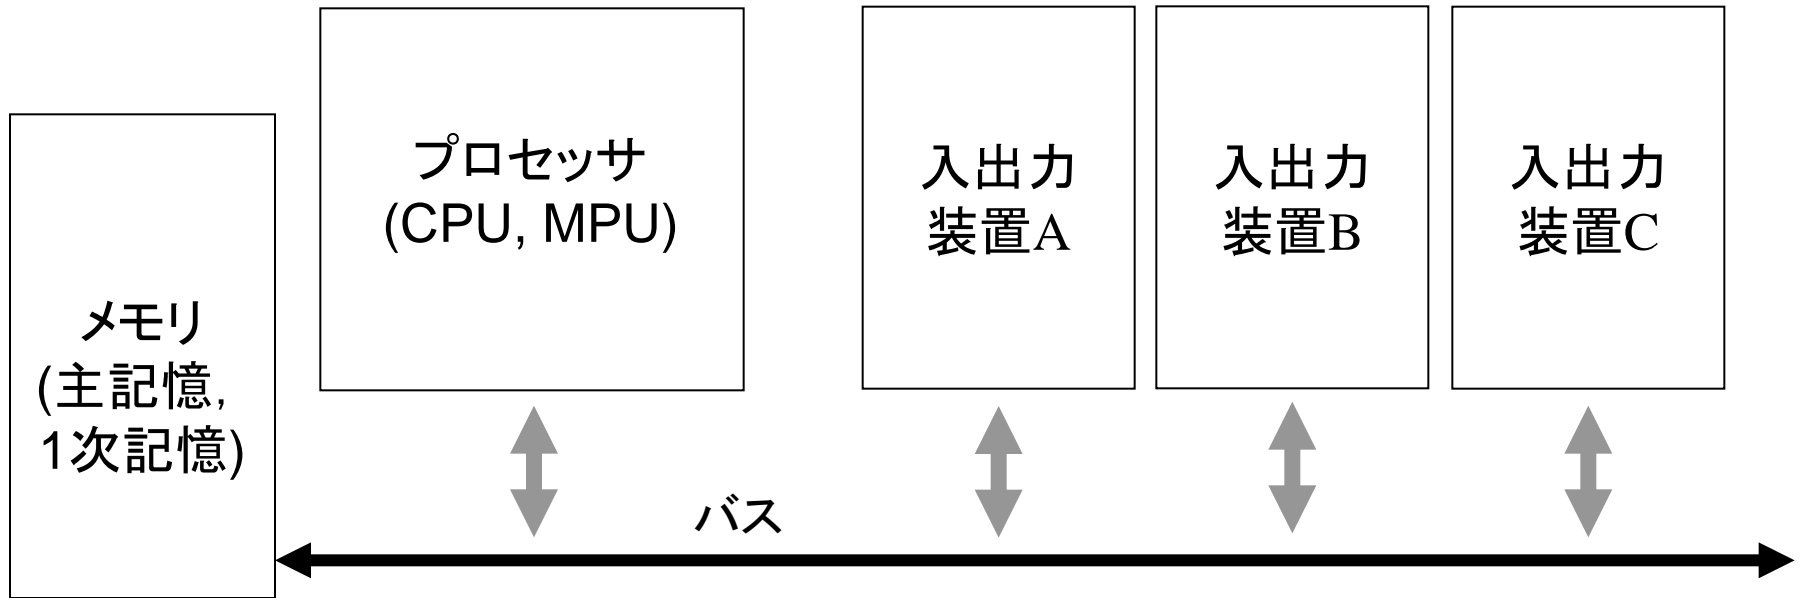 プロセッサ
(CPU, MPU)
入出力
装置A
入出力
装置B
入出力
装置C
メモリ
(主記憶,
1次記憶)
バス